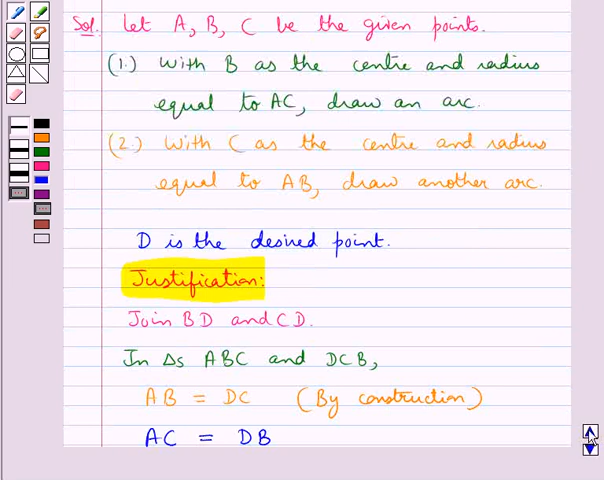 Sol. Let A, B, C be the given points.
(1.) With B as the centre and radius
equal to AC, draw an arc.
(2.) With C as the centre and radius
equal to AB, draw another arc.
D is the desired point.
Justification:
Join BD and CD.
In Δs ABC and DCB,
AB = DC (By construction)
AC = DB